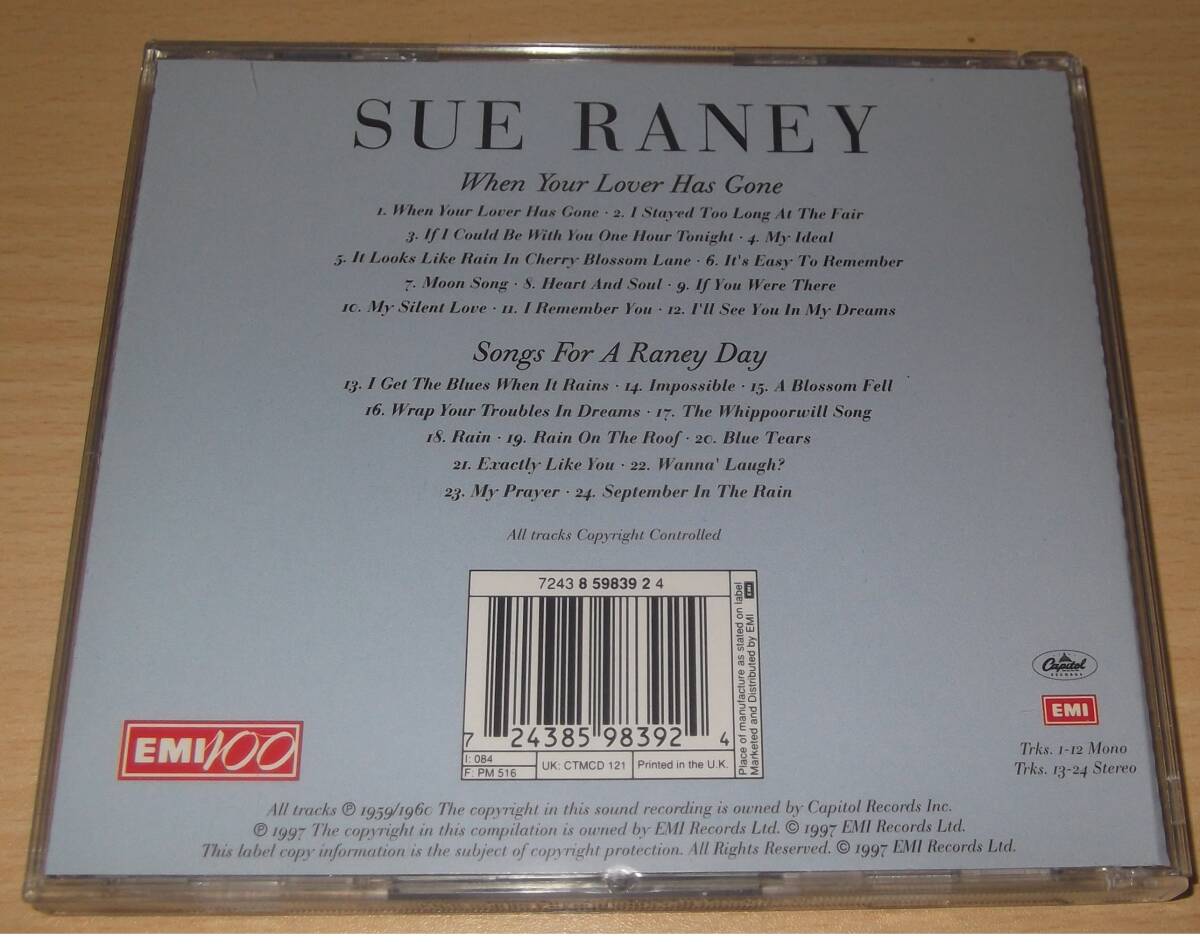 SUE RANEY
When Your Lover Has Gone
1. When Your Lover Has Gone · 2. I Stayed Too Long At The Fair
3. If I Could Be With You One Hour Tonight · 4. My Ideal
5. It Looks Like Rain In Cherry Blossom Lane · 6. It's Easy To Remember
7. Moon Song · 8. Heart And Soul · 9. If You Were There
10. My Silent Love · 11. I Remember You · 12. I'll See You In My Dreams
Songs For A Raney Day
13. I Get The Blues When It Rains · 14. Impossible · 15. A Blossom Fell
16. Wrap Your Troubles In Dreams · 17. The Whippoorwill Song
18. Rain · 19. Rain On The Roof · 20. Blue Tears
21. Exactly Like You · 22. Wanna' Laugh?
23. My Prayer · 24. September In The Rain
All tracks Copyright Controlled
7243 8 59839 2 4
7 24385 98392 4
I: 084
F: PM 516
UK: CTMCD 121
Printed in the U.K.
Place of manufacture as stated on label
Marketed and Distributed by EMI
EMI
EMI 100
Capitol
RECORDS
EMI
Trks. 1-12 Mono
Trks. 13-24 Stereo
All tracks ℗ 1959/1960 The copyright in this sound recording is owned by Capitol Records Inc.
℗ 1997 The copyright in this compilation is owned by EMI Records Ltd. © 1997 EMI Records Ltd.
This label copy information is the subject of copyright protection. All Rights Reserved. © 1997 EMI Records Ltd.